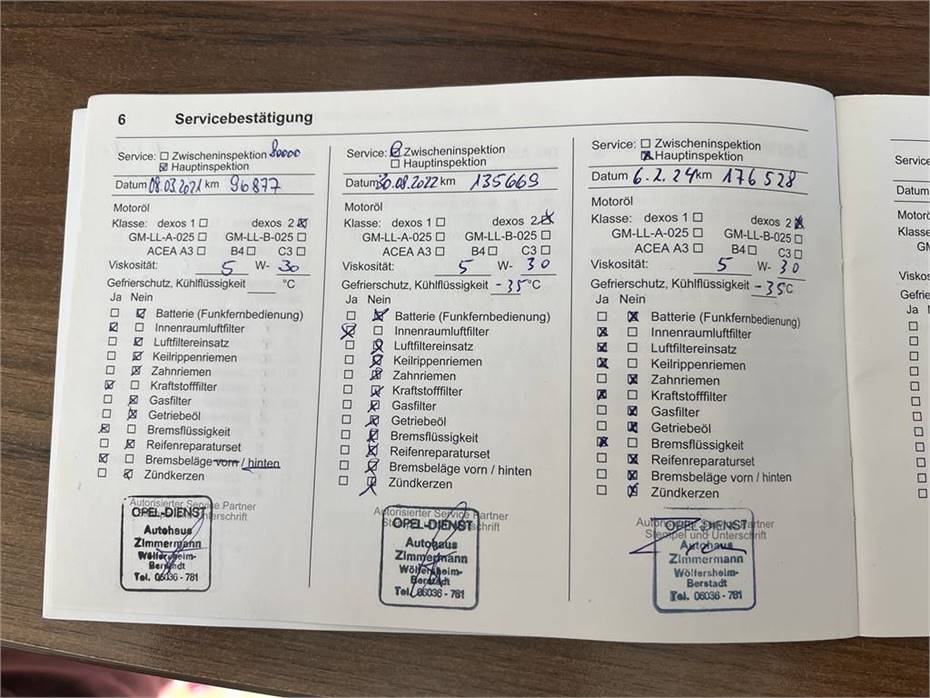 6 Servicebestätigung
Service: Zwischeninspektion 80000
Hauptinspektion
Datum 08.03.2021 km 96877
Motoröl
Klasse: dexos 1 dexos 2
GM-LL-A-025 GM-LL-B-025
ACEA A3 B4 C3
Viskosität: 5 W- 30
Gefrierschutz, Kühlflüssigkeit °C
Ja Nein
Batterie (Funkfernbedienung)
Innenraumluftfilter
Luftfiltereinsatz
Keilrippenriemen
Zahnriemen
Kraftstofffilter
Gasfilter
Getriebeöl
Bremsflüssigkeit
Reifenreparaturset
Bremsbeläge vorn / hinten
Zündkerzen
Autorisierter Service Partner
OPEL-DIENST
Autohaus
Zimmermann
Wölfersheim-
Berstadt
Tel. 06036 - 781
Service: Zwischeninspektion
Hauptinspektion
Datum 30.08.2022 km 135669
Motoröl
Klasse: dexos 1 dexos 2
GM-LL-A-025 GM-LL-B-025
ACEA A3 B4 C3
Viskosität: 5 W- 30
Gefrierschutz, Kühlflüssigkeit -35°C
Ja Nein
Batterie (Funkfernbedienung)
Innenraumluftfilter
Luftfiltereinsatz
Keilrippenriemen
Zahnriemen
Kraftstofffilter
Gasfilter
Getriebeöl
Bremsflüssigkeit
Reifenreparaturset
Bremsbeläge vorn / hinten
Zündkerzen
Autorisierter Service Partner
OPEL-DIENST
Autohaus
Zimmermann
Wölfersheim-
Berstadt
Tel. 06036 - 781
Service: Zwischeninspektion
Hauptinspektion
Datum 6.2.24 km 176528
Motoröl
Klasse: dexos 1 dexos 2
GM-LL-A-025 GM-LL-B-025
ACEA A3 B4 C3
Viskosität: 5 W- 30
Gefrierschutz, Kühlflüssigkeit -35°C
Ja Nein
Batterie (Funkfernbedienung)
Innenraumluftfilter
Luftfiltereinsatz
Keilrippenriemen
Zahnriemen
Kraftstofffilter
Gasfilter
Getriebeöl
Bremsflüssigkeit
Reifenreparaturset
Bremsbeläge vorn / hinten
Zündkerzen
Autorisierter Service Partner
Stempel und Unterschrift
OPEL-DIENST
Autohaus
Zimmermann
Wölfersheim-
Berstadt
Tel. 06036 - 781
Datum
Ja